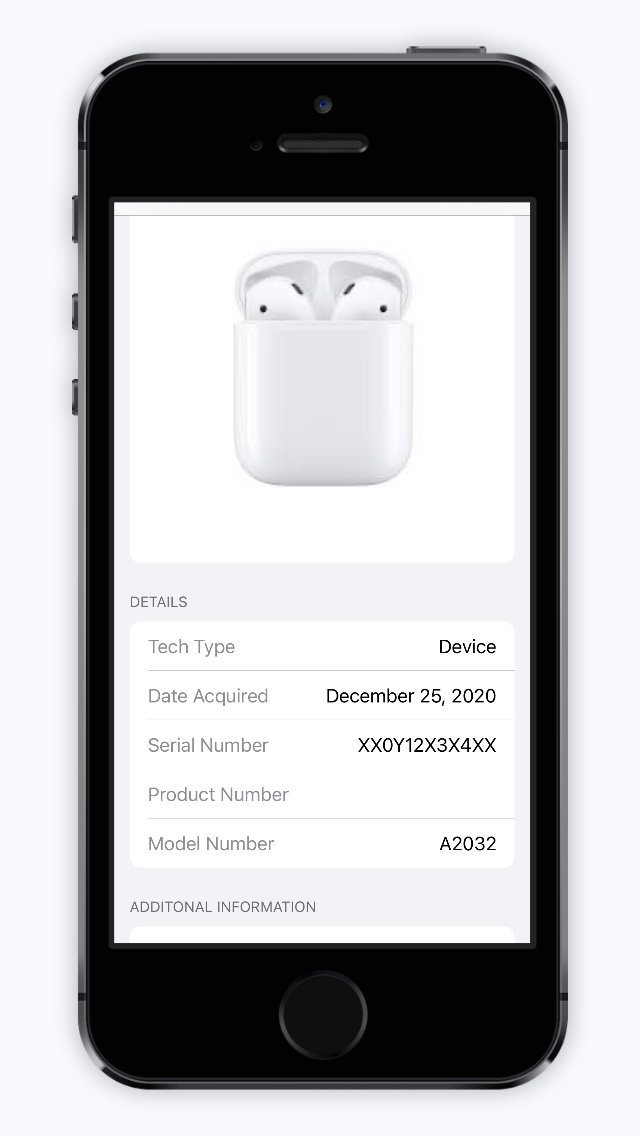 DETAILS
Tech Type Device
Date Acquired December 25, 2020
Serial Number XX0Y12X3X4XX
Product Number
Model Number A2032
ADDITONAL INFORMATION